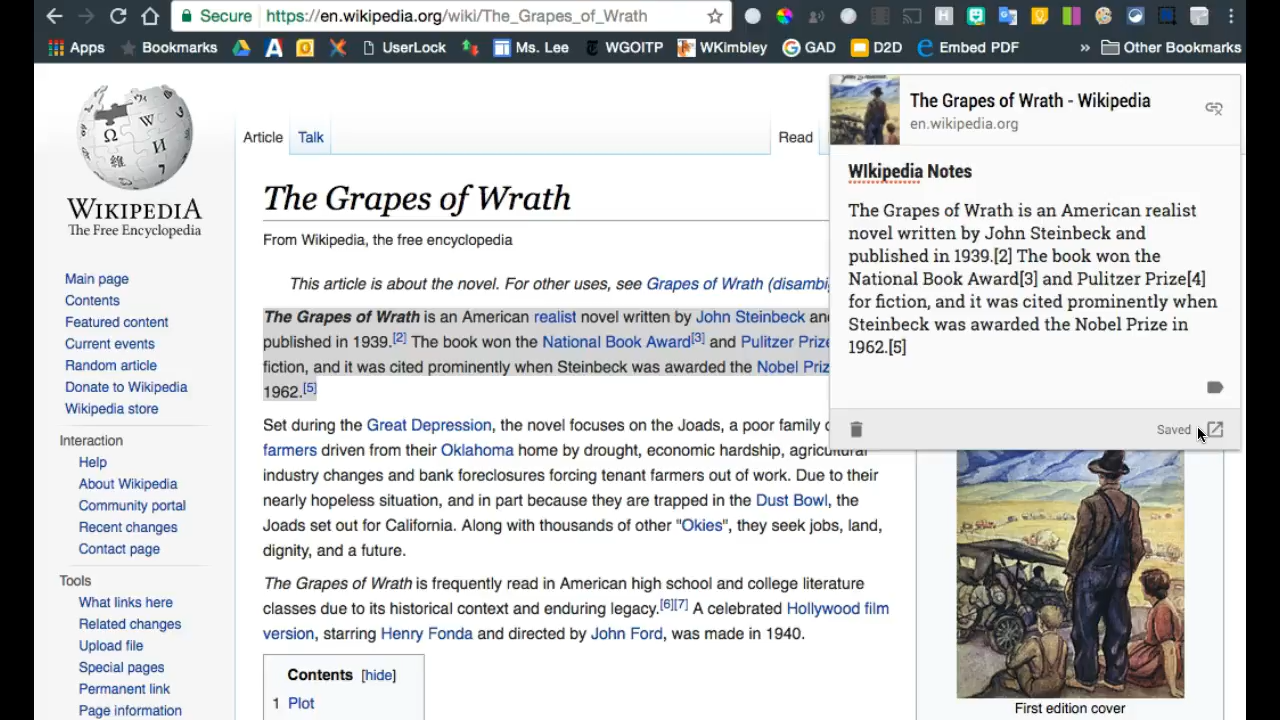 Secure https://en.wikipedia.org/wiki/The_Grapes_of_Wrath
Apps Bookmarks UserLock Ms. Lee WGOITP WKimbley GAD D2D Embed PDF » Other Bookmarks
WIKIPEDIA
The Free Encyclopedia
Main page
Contents
Featured content
Current events
Random article
Donate to Wikipedia
Wikipedia store
Interaction
Help
About Wikipedia
Community portal
Recent changes
Contact page
Tools
What links here
Related changes
Upload file
Special pages
Permanent link
Page information
Article Talk Read
The Grapes of Wrath
From Wikipedia, the free encyclopedia
This article is about the novel. For other uses, see Grapes of Wrath (disambi
The Grapes of Wrath is an American realist novel written by John Steinbeck and
published in 1939.[2] The book won the National Book Award[3] and Pulitzer Prize
fiction, and it was cited prominently when Steinbeck was awarded the Nobel Priz
1962.[5]
Set during the Great Depression, the novel focuses on the Joads, a poor family o
farmers driven from their Oklahoma home by drought, economic hardship, agricultural
industry changes and bank foreclosures forcing tenant farmers out of work. Due to their
nearly hopeless situation, and in part because they are trapped in the Dust Bowl, the
Joads set out for California. Along with thousands of other "Okies", they seek jobs, land,
dignity, and a future.
The Grapes of Wrath is frequently read in American high school and college literature
classes due to its historical context and enduring legacy.[6][7] A celebrated Hollywood film
version, starring Henry Fonda and directed by John Ford, was made in 1940.
Contents [hide]
1 Plot
The Grapes of Wrath - Wikipedia
en.wikipedia.org
WIkipedia Notes
The Grapes of Wrath is an American realist
novel written by John Steinbeck and
published in 1939.[2] The book won the
National Book Award[3] and Pulitzer Prize[4]
for fiction, and it was cited prominently when
Steinbeck was awarded the Nobel Prize in
1962.[5]
Saved
First edition cover